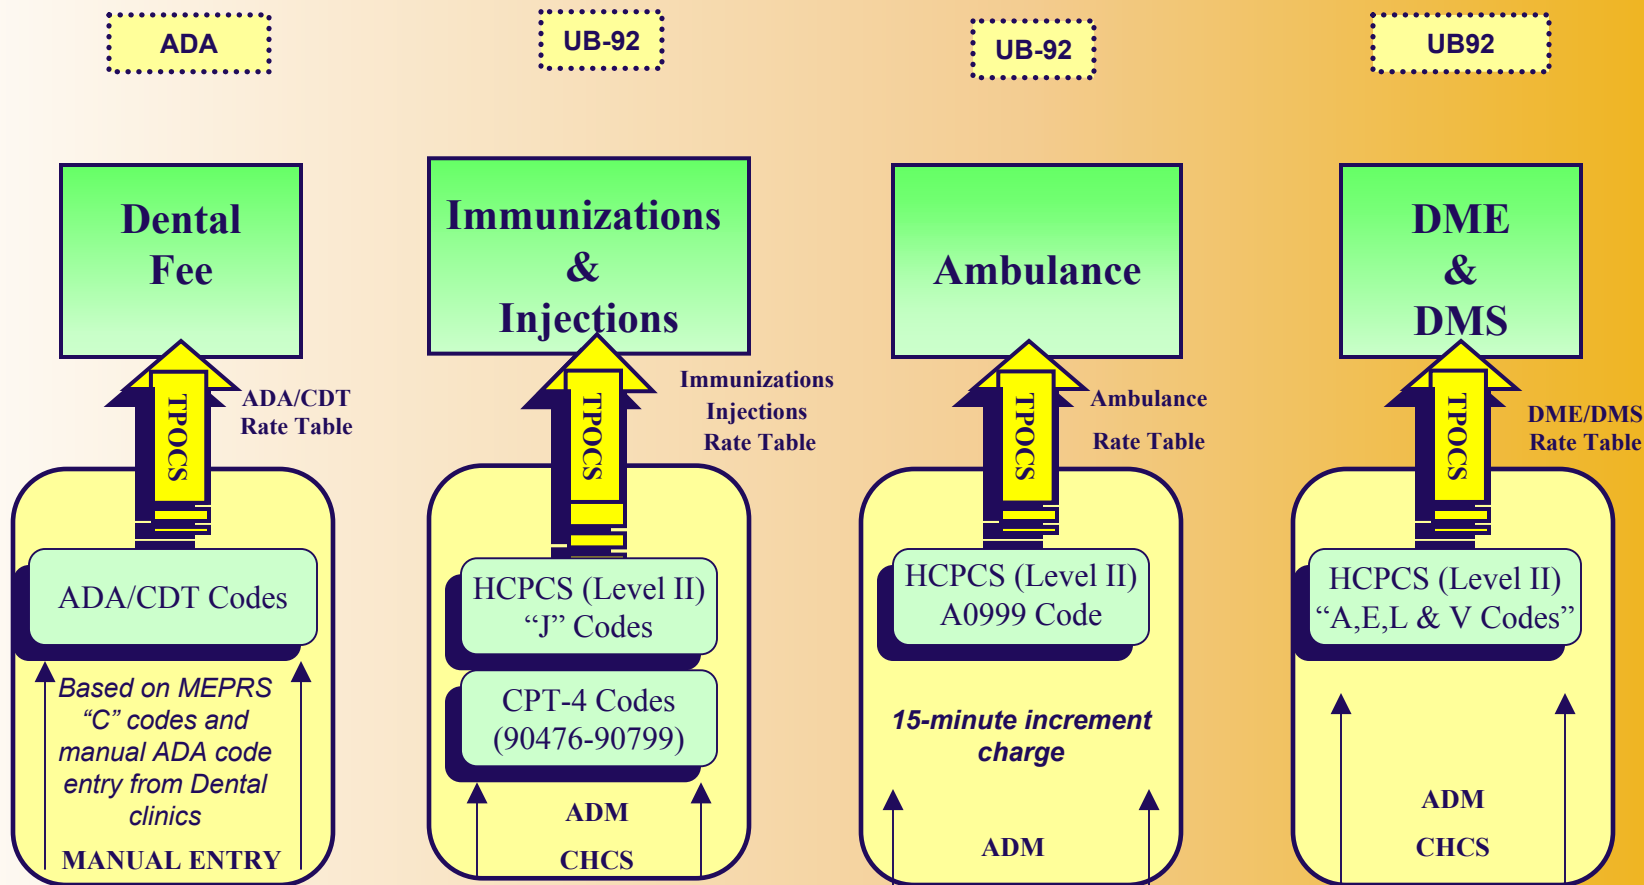 ADA
UB-92
UB-92
UB92
Dental
Fee
TPOCS
ADA/CDT
Rate Table
ADA/CDT Codes
Based on MEPRS
“C” codes and
manual ADA code
entry from Dental
clinics
MANUAL ENTRY
Immunizations
&
Injections
TPOCS
Immunizations
Injections
Rate Table
HCPCS (Level II)
“J” Codes
CPT-4 Codes
(90476-90799)
ADM
CHCS
Ambulance
TPOCS
Ambulance
Rate Table
HCPCS (Level II)
A0999 Code
15-minute increment
charge
ADM
DME
&
DMS
TPOCS
DME/DMS
Rate Table
HCPCS (Level II)
“A,E,L & V Codes”
ADM
CHCS